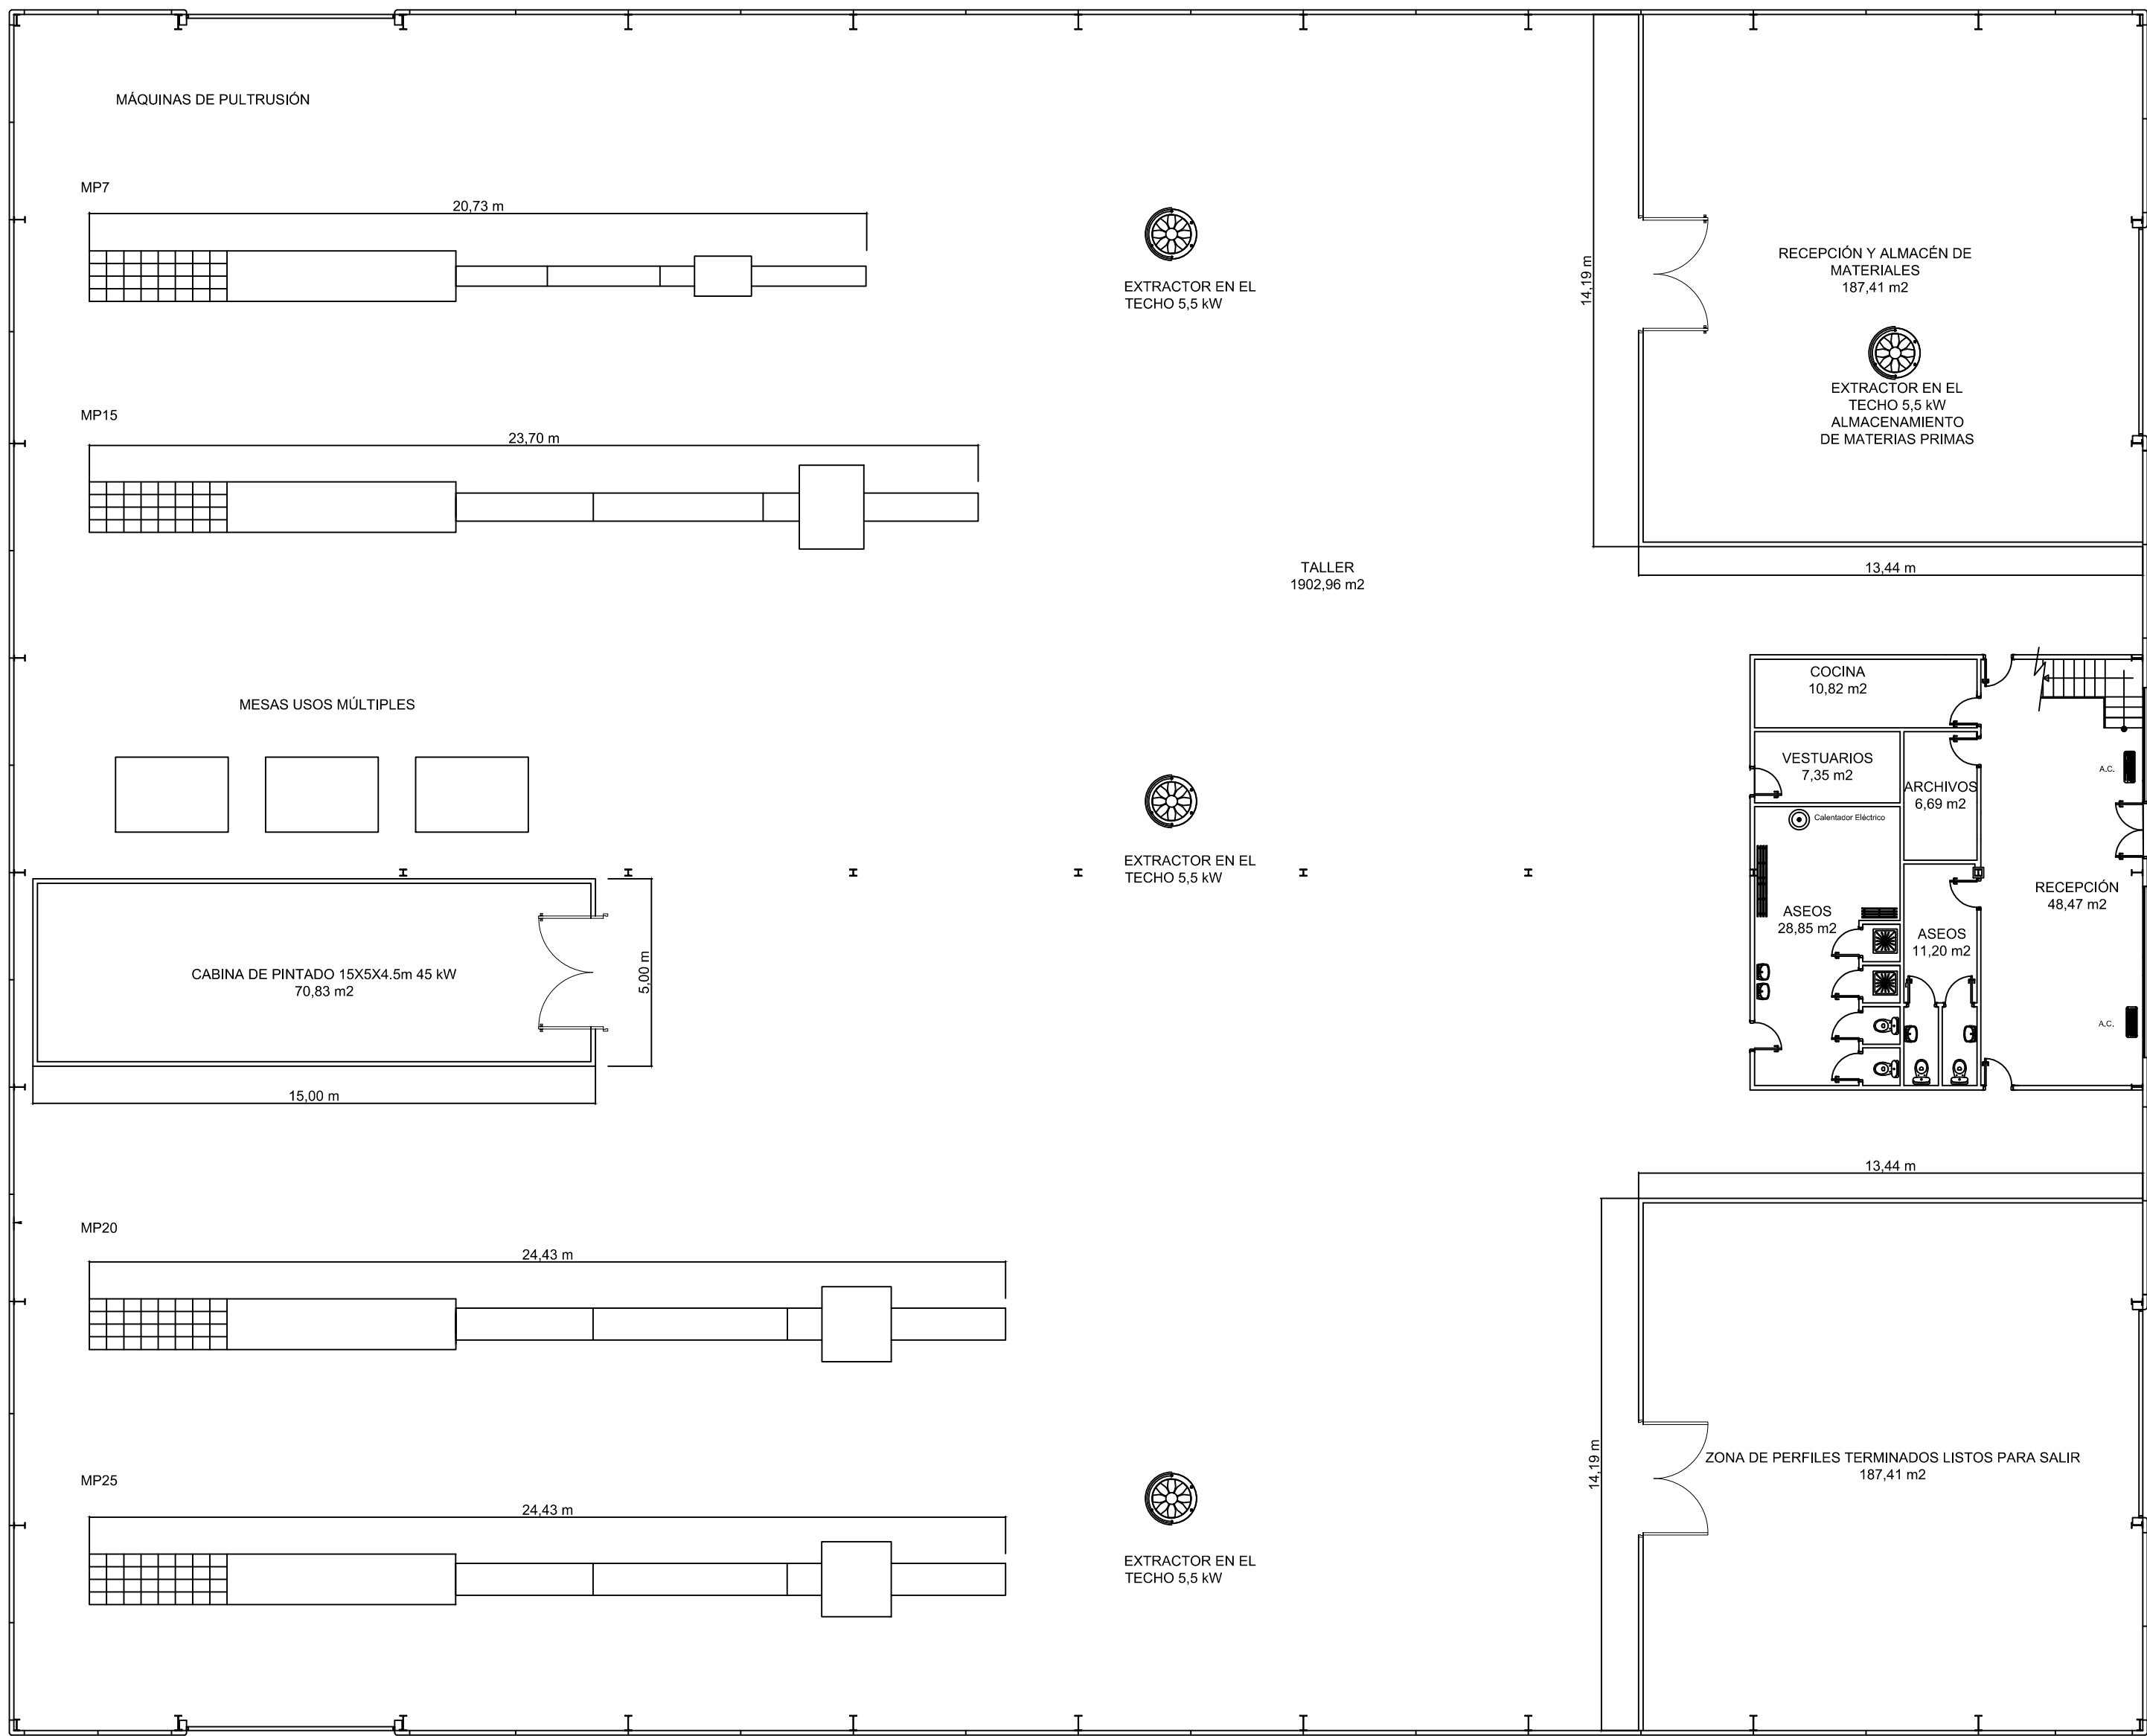 MÁQUINAS DE PULTRUSIÓN
MP7
20,73 m
EXTRACTOR EN EL
TECHO 5,5 kW
14,19 m
RECEPCIÓN Y ALMACÉN DE
MATERIALES
187,41 m2
EXTRACTOR EN EL
TECHO 5,5 kW
ALMACENAMIENTO
DE MATERIAS PRIMAS
MP15
23,70 m
TALLER
1902,96 m2
13,44 m
MESAS USOS MÚLTIPLES
COCINA
10,82 m2
VESTUARIOS
7,35 m2
ARCHIVOS
6,69 m2
A.C.
Calentador Eléctrico
EXTRACTOR EN EL
TECHO 5,5 kW
RECEPCIÓN
48,47 m2
ASEOS
28,85 m2
ASEOS
11,20 m2
CABINA DE PINTADO 15X5X4.5m 45 kW
70,83 m2
5,00 m
A.C.
15,00 m
13,44 m
MP20
24,43 m
14,19 m
ZONA DE PERFILES TERMINADOS LISTOS PARA SALIR
187,41 m2
MP25
24,43 m
EXTRACTOR EN EL
TECHO 5,5 kW